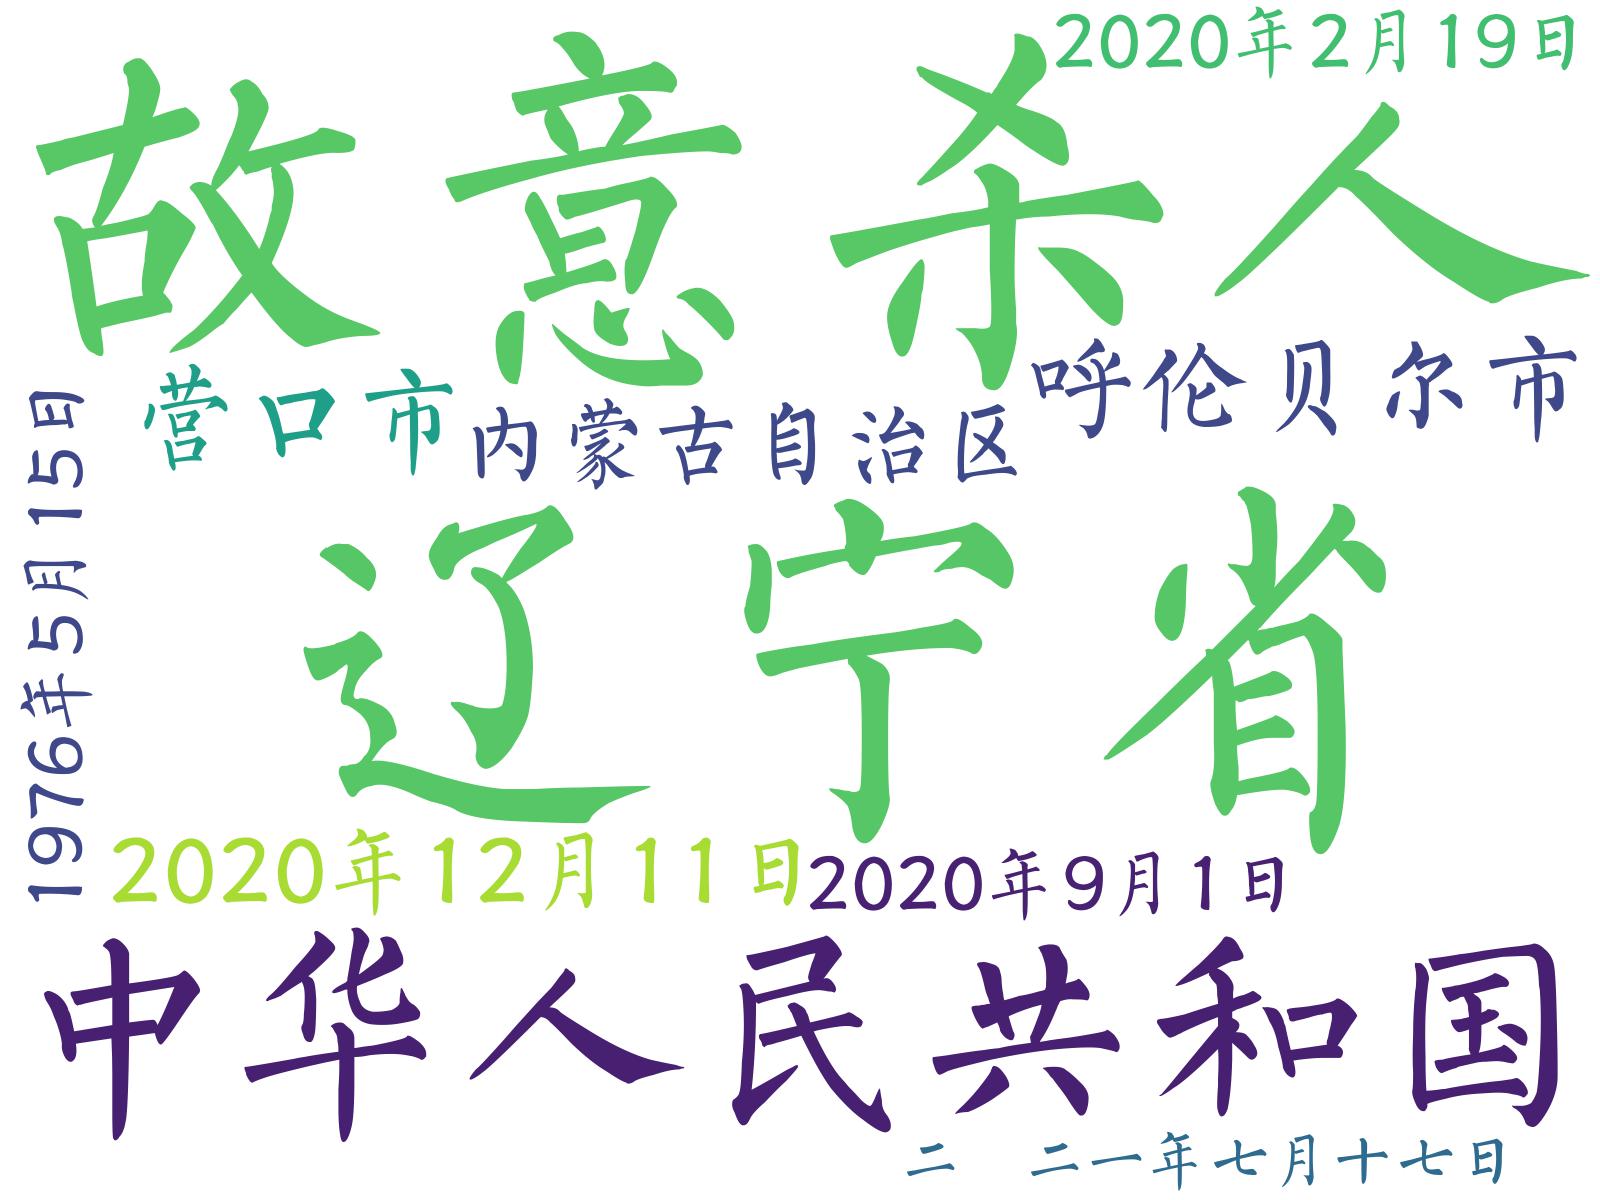 2020年2月19日
故意杀人
呼伦贝尔市
营口市
内蒙古自治区
1976年5月15日
辽宁省
2020年12月11日
2020年9月1日
中华人民共和国
二 二一年七月十七日